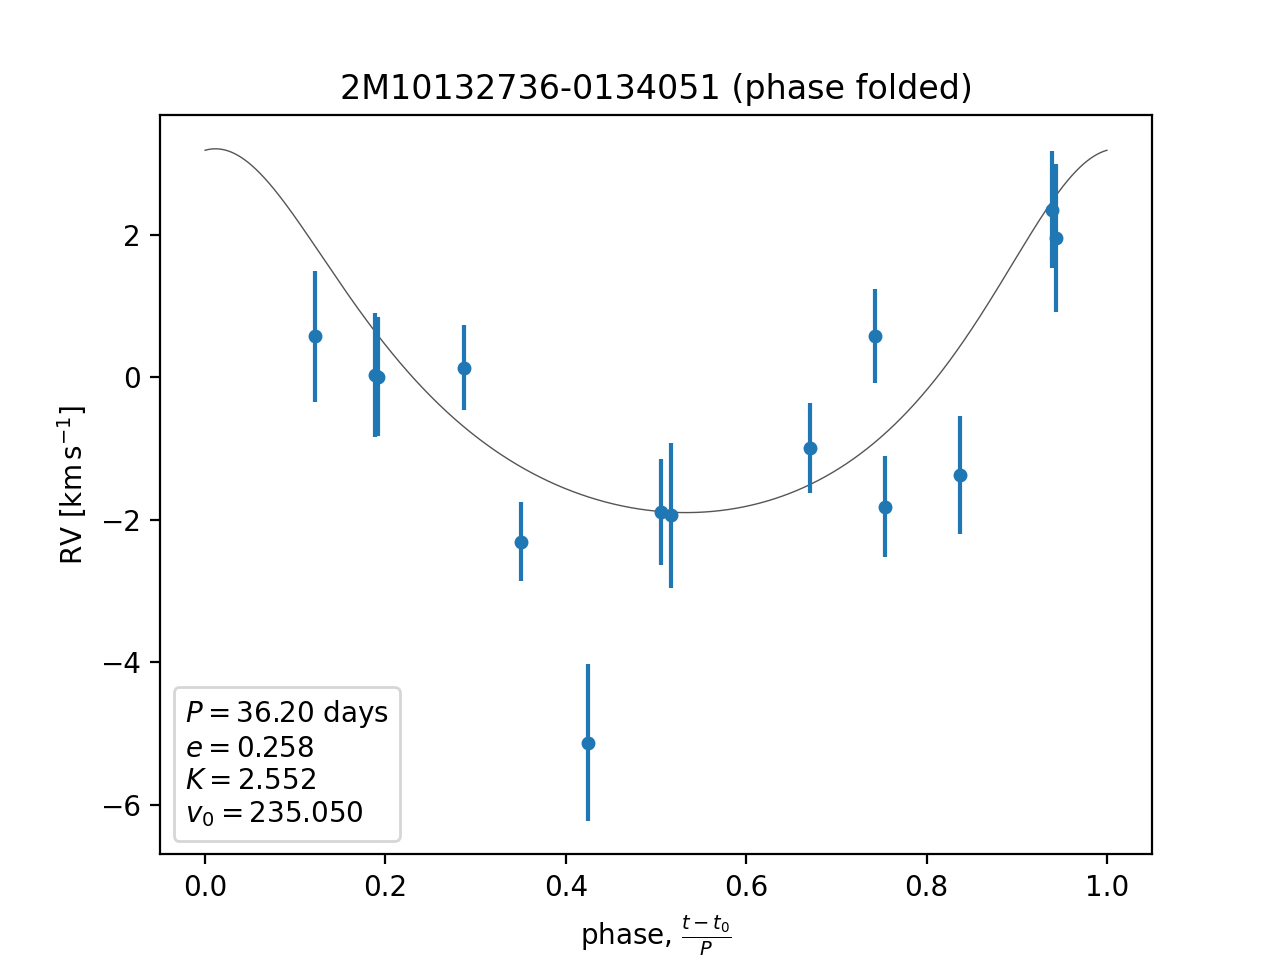 2M10132736-0134051 (phase folded)
RV [km s⁻¹]
2
0
−2
−4
−6
P = 36.20 days
e = 0.258
K = 2.552
v₀ = 235.050
0.0 0.2 0.4 0.6 0.8 1.0
phase, (t − t₀)/P